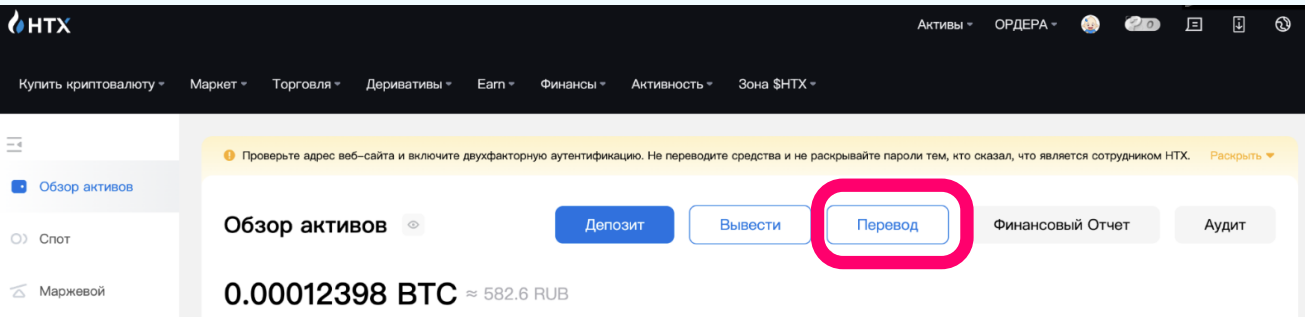 HTX
Активы ОРДЕРА 0
Купить криптовалюту Маркет Торговля Деривативы Earn Финансы Активность Зона $HTX
Проверьте адрес веб-сайта и включите двухфакторную аутентификацию. Не переводите средства и не раскрывайте пароли тем, кто сказал, что является сотрудником HTX. Раскрыть
Обзор активов
Обзор активов Депозит Вывести Перевод Финансовый Отчет Аудит
Спот
Маржевой
0.00012398 BTC ≈ 582.6 RUB